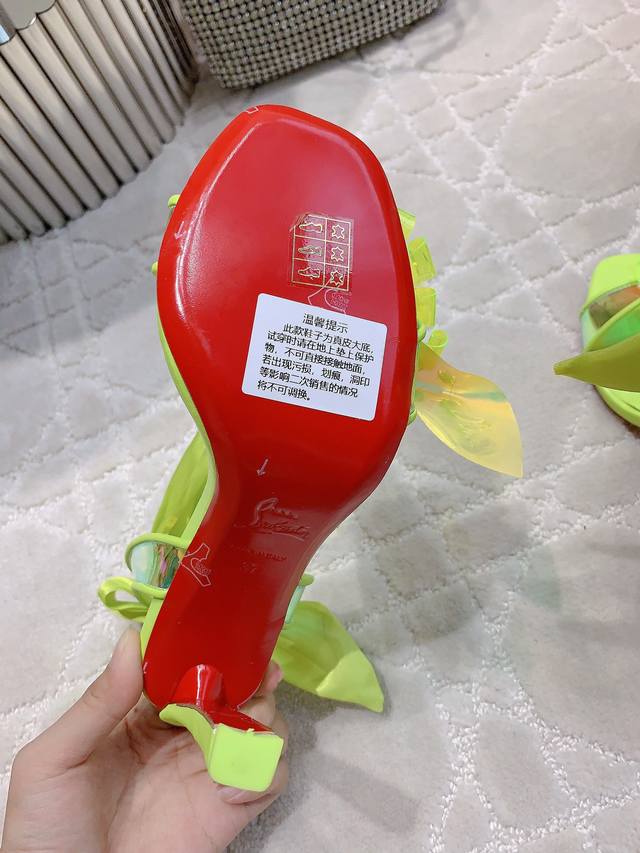 温馨提示
此款鞋子为真皮大底,
试穿时请在地上垫上保护
物，不可直接接触地面，
若出现污损，划痕，洞印
等影响二次销售的情况
将不可调换。
37